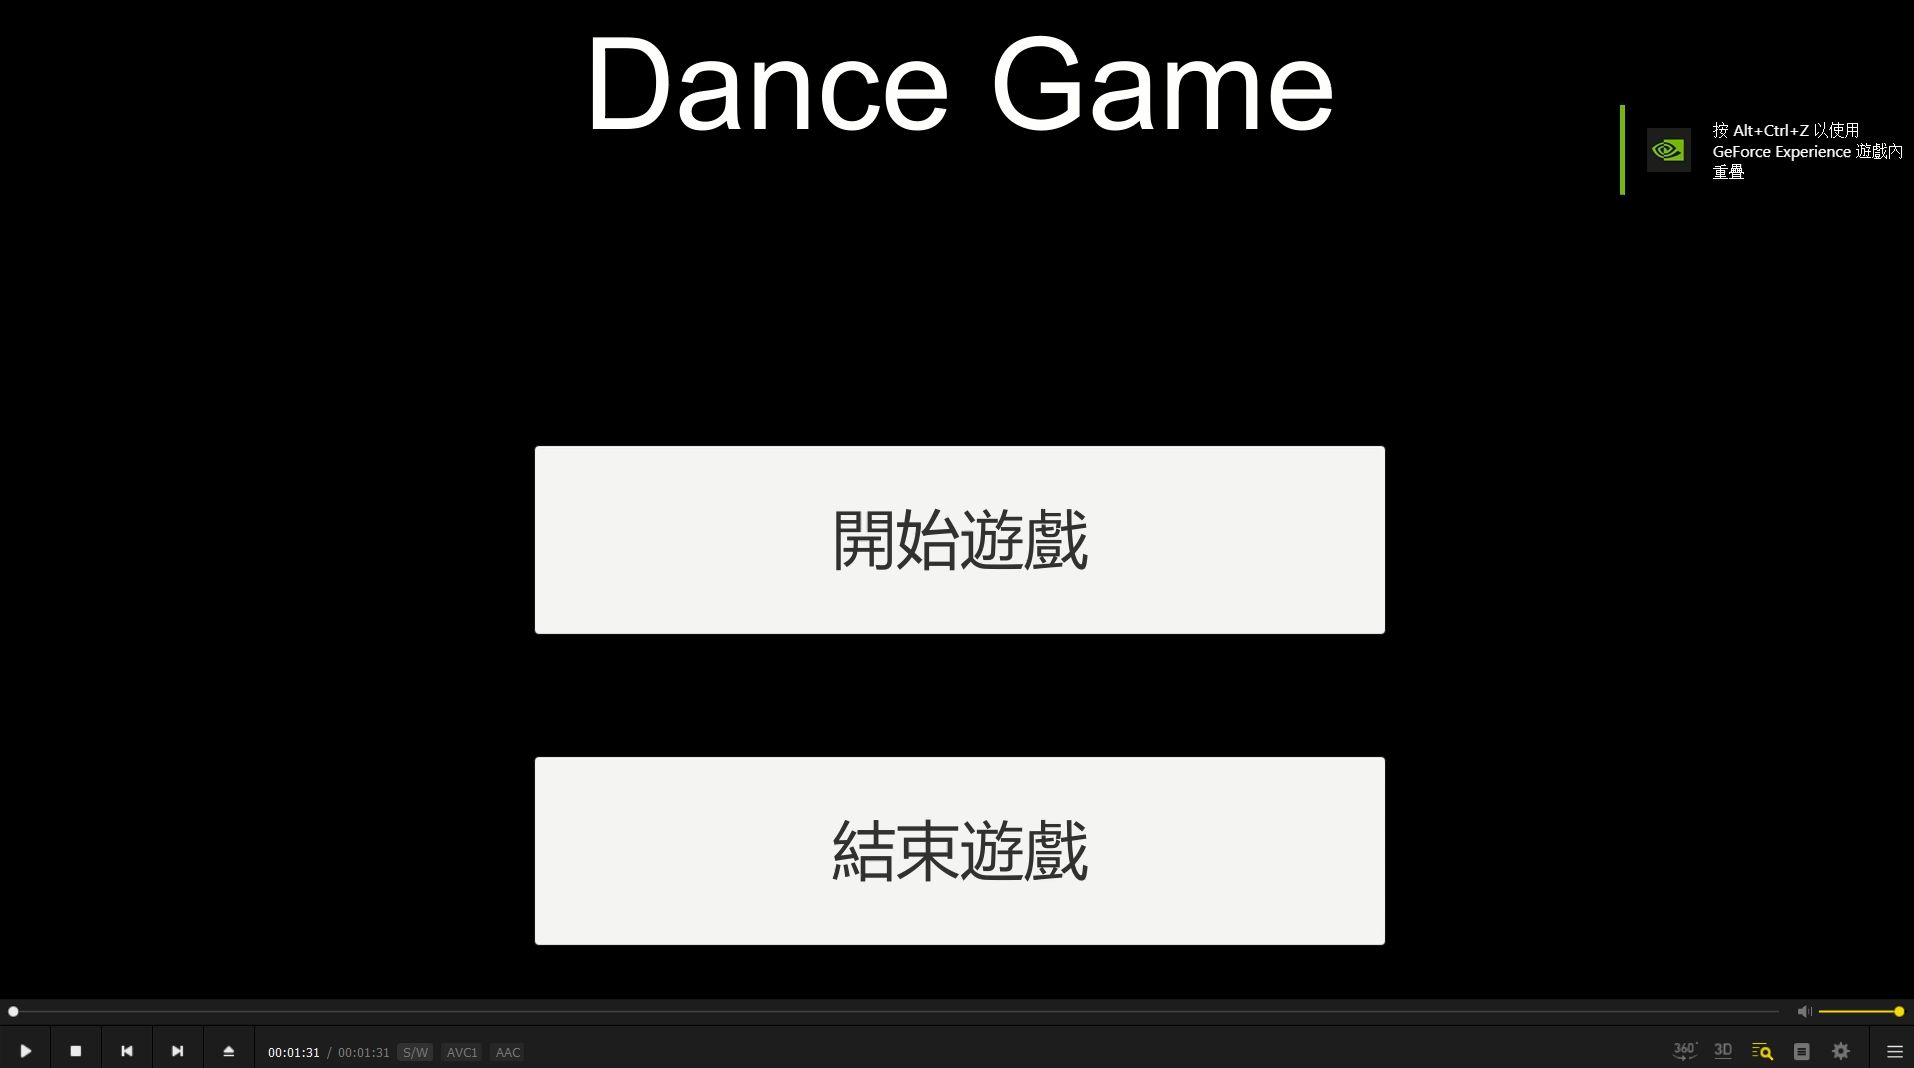 Dance Game
按 Alt+Ctrl+Z 以使用
GeForce Experience 遊戲內
重疊
開始遊戲
結束遊戲
00:01:31 / 00:01:31 S/W AVC1 AAC
360° 3D